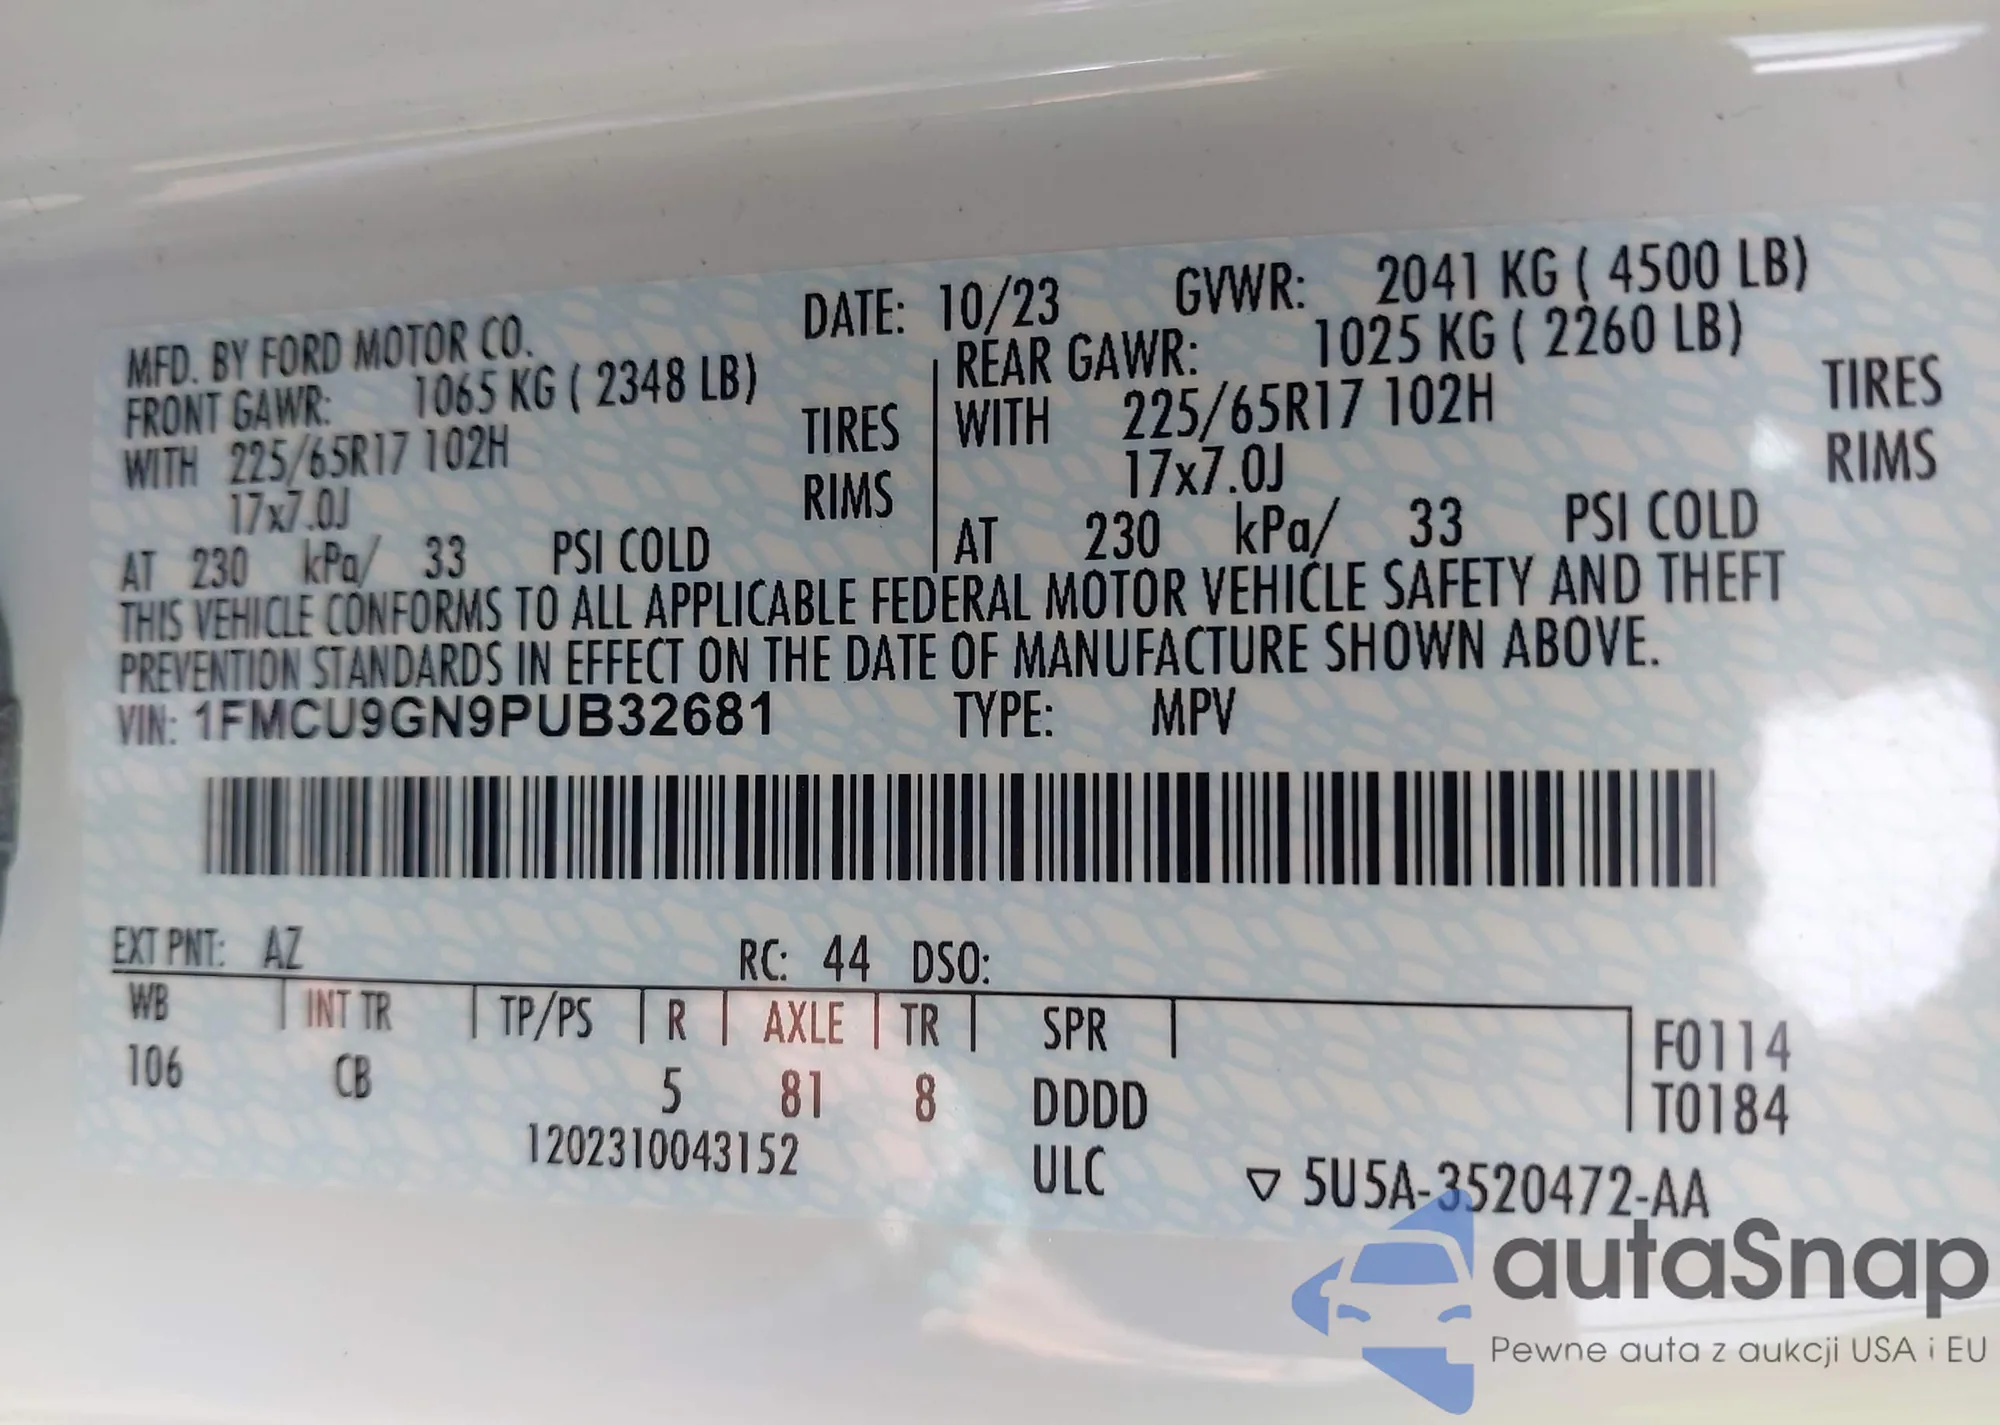 MFD. BY FORD MOTOR CO. DATE: 10/23 GVWR: 2041 KG ( 4500 LB)
FRONT GAWR: 1065 KG ( 2348 LB) REAR GAWR: 1025 KG ( 2260 LB)
WITH 225/65R17 102H TIRES WITH 225/65R17 102H TIRES
17x7.0J RIMS 17x7.0J RIMS
AT 230 kPa/ 33 PSI COLD AT 230 kPa/ 33 PSI COLD
THIS VEHICLE CONFORMS TO ALL APPLICABLE FEDERAL MOTOR VEHICLE SAFETY AND THEFT
PREVENTION STANDARDS IN EFFECT ON THE DATE OF MANUFACTURE SHOWN ABOVE.
VIN: 1FMCU9GN9PUB32681 TYPE: MPV
EXT PNT: AZ RC: 44 DSO:
WB INT TR TP/PS R AXLE TR SPR F0114
106 CB 5 81 8 DDDD T0184
1202310043152 ULC ▽ 5U5A-3520472-AA
autaSnap
Pewne auta z aukcji USA i EU